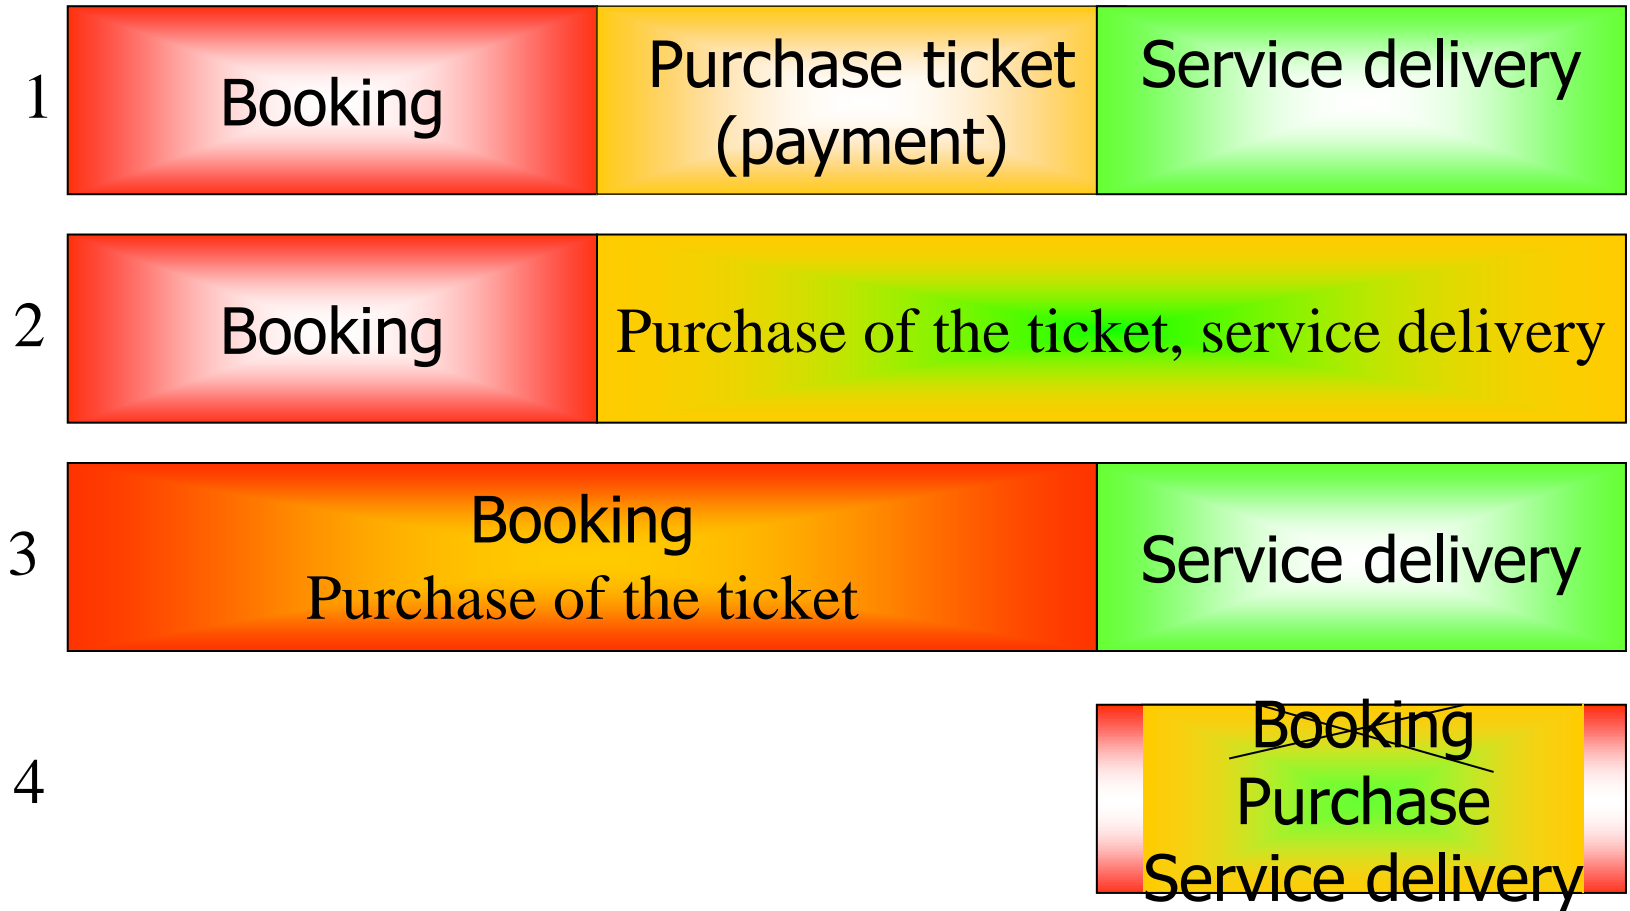 1
Booking
Purchase ticket
(payment)
Service delivery
2
Booking
Purchase of the ticket, service delivery
3
Booking
Purchase of the ticket
Service delivery
4
Booking
Purchase
Service delivery